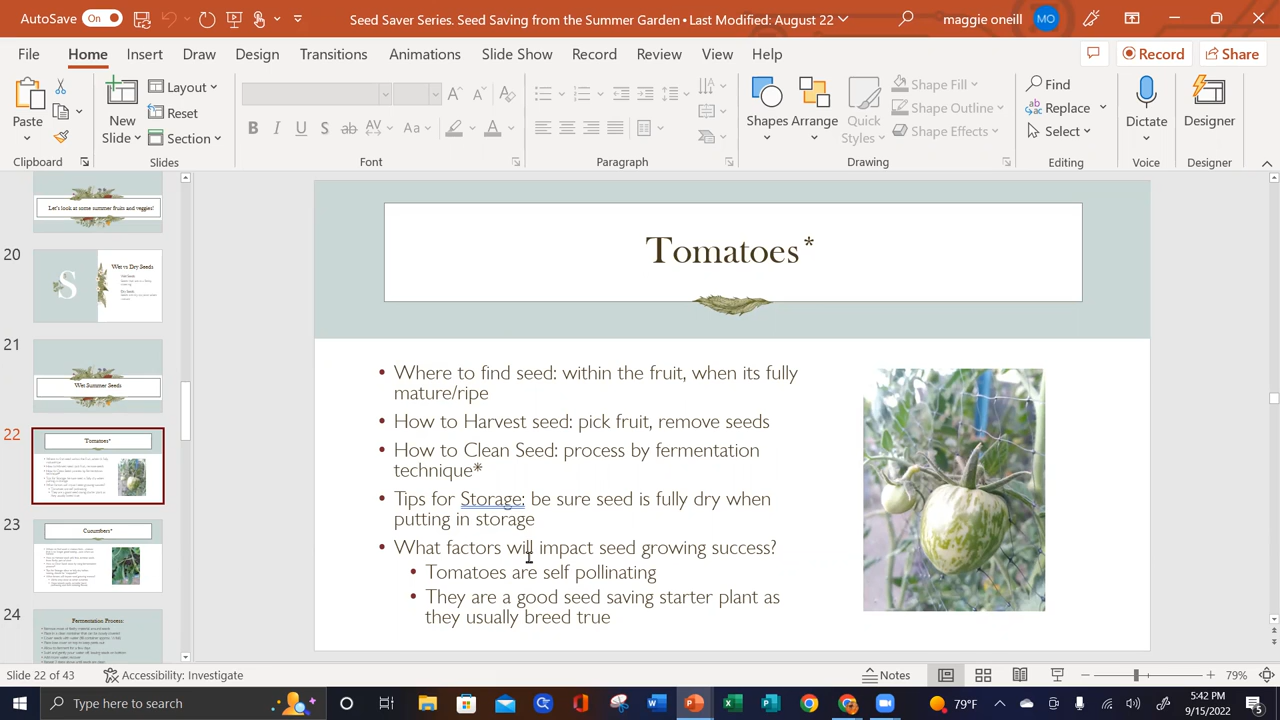 AutoSave
On
Seed Saver Series. Seed Saving from the Summer Garden • Last Modified: August 22
maggie oneill
MO
File
Home
Insert
Draw
Design
Transitions
Animations
Slide Show
Record
Review
View
Help
Record
Share
Paste
Clipboard
New
Slide
Layout
Reset
Section
Slides
Font
Paragraph
Shapes
Arrange
Quick
Styles
Shape Fill
Shape Outline
Shape Effects
Drawing
Find
Replace
Select
Editing
Dictate
Voice
Designer
Designer
Let's look at some summer fruits and veggies!
20
S
Wet vs Dry Seeds
21
Wet Summer Seeds
22
Tomatoes*
23
Cucumbers*
24
Fermentation Process:
Tomatoes*
• Where to find seed: within the fruit, when its fully
mature/ripe
• How to Harvest seed: pick fruit, remove seeds
• How to Clean Seed: process by fermentation
technique*
• Tips for Storage: be sure seed is fully dry when
putting in storage
• What factors will impact seed growing success?
• Tomatoes are self pollinating
• They are a good seed saving starter plant as
they usually breed true
Slide 22 of 43
Accessibility: Investigate
Notes
79%
Type here to search
79°F
5:42 PM
9/15/2022